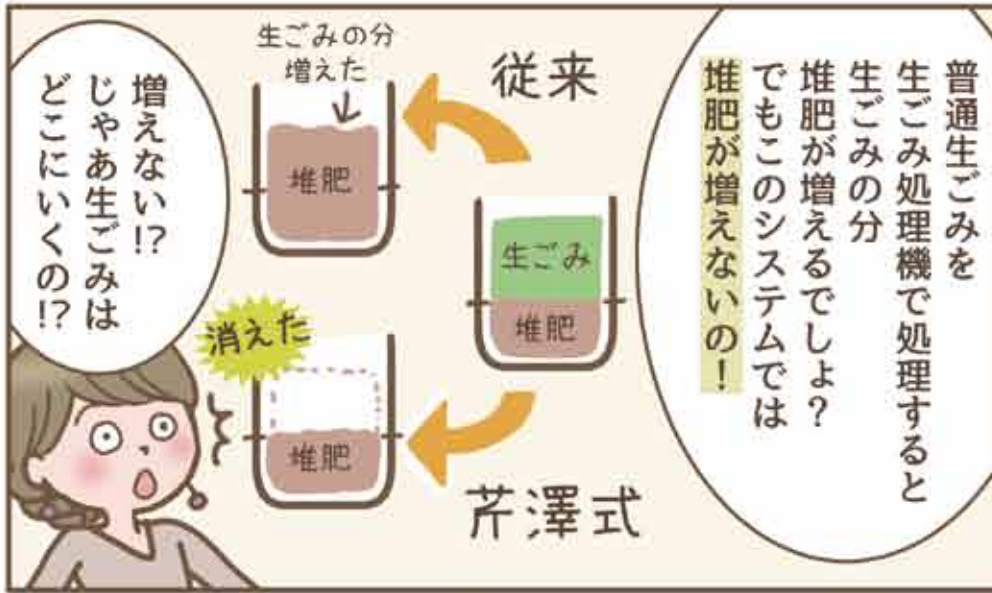 普通生ごみを
生ごみ処理機で処理すると
生ごみの分
堆肥が増えるでしょ？
でもこのシステムでは
堆肥が増えないの！
従来
生ごみの分
増えた
堆肥
生ごみ
堆肥
芹澤式
消えた
堆肥
増えない!?
じゃあ生ごみは
どこにいくの!?